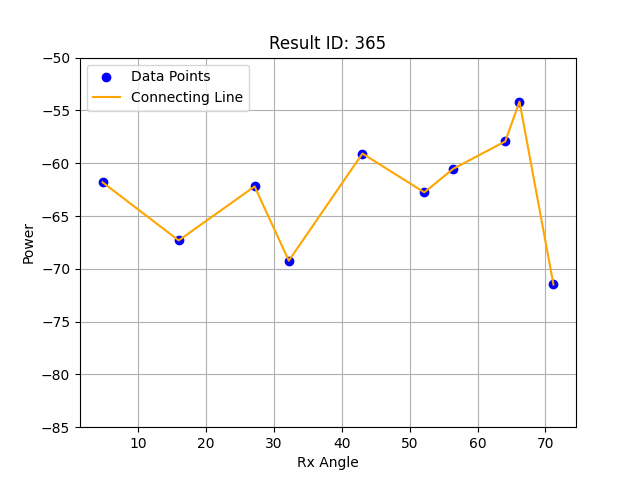 Result ID: 365
Data Points
Connecting Line
Power
−50
−55
−60
−65
−70
−75
−80
−85
10 20 30 40 50 60 70
Rx Angle